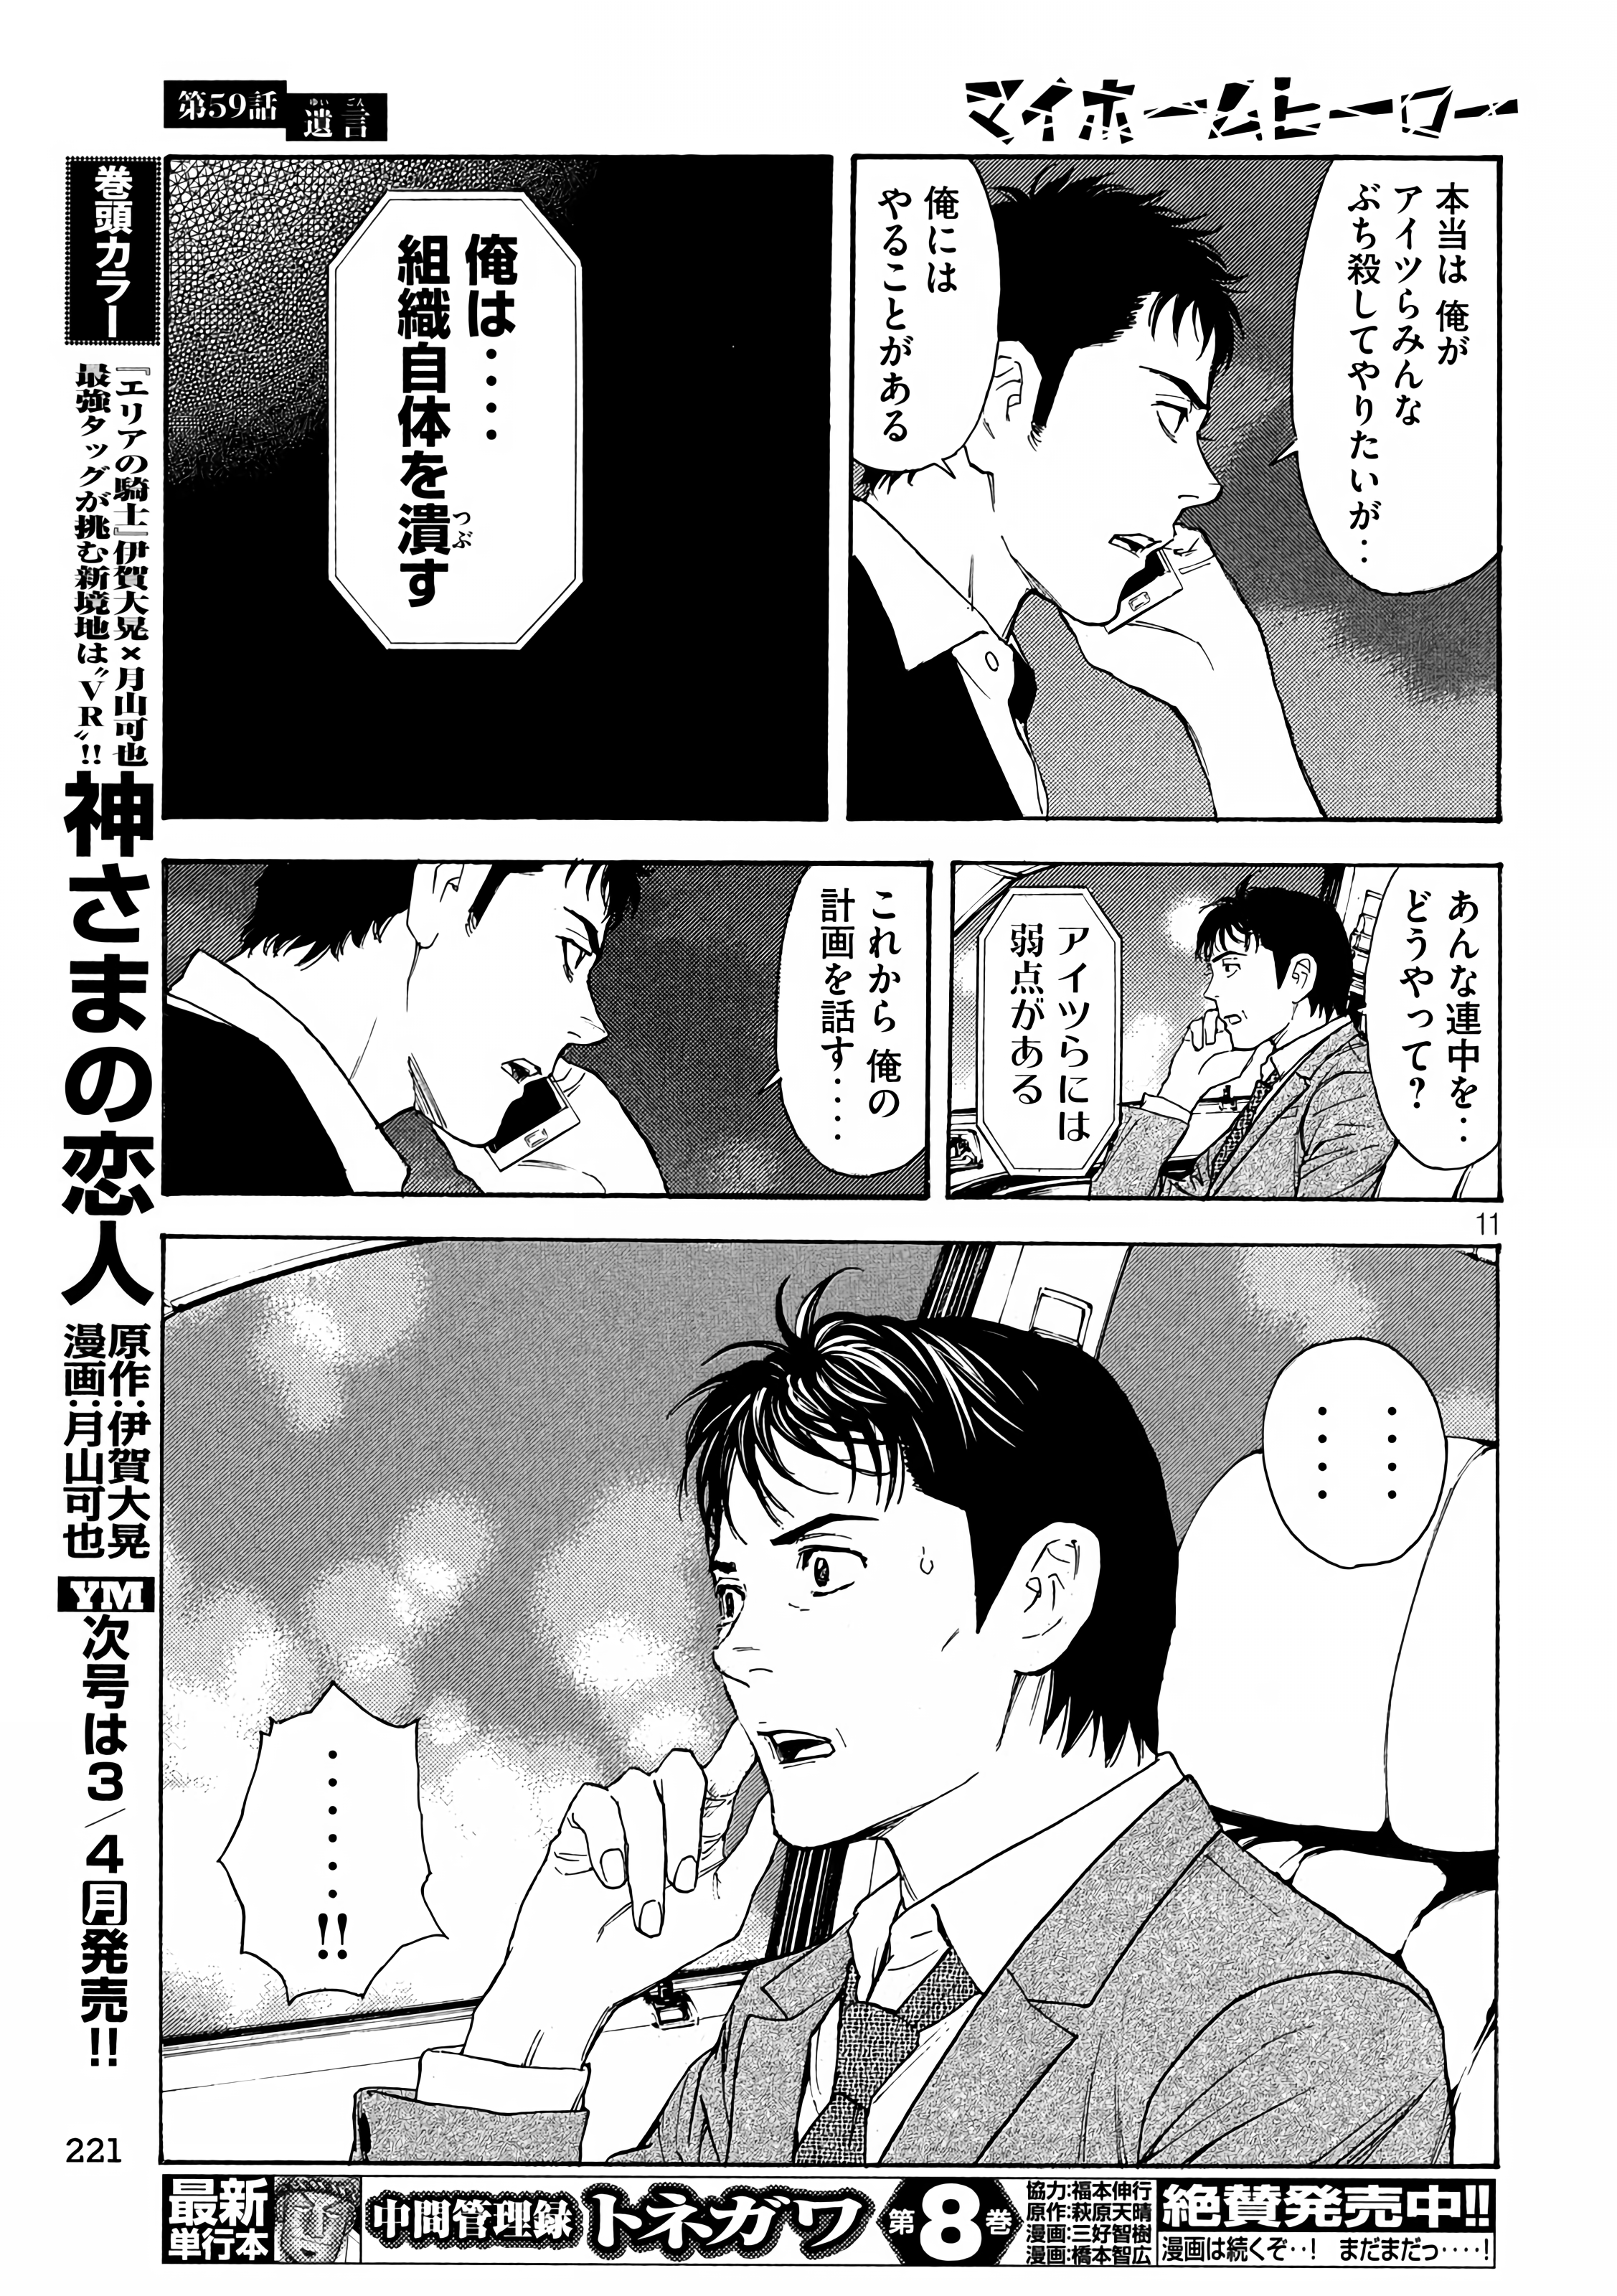 マイホームヒーロー
第59話
遺言
ゆいごん
本当は 俺が
アイツらみんな
ぶち殺してやりたいが‥
俺には
やることがある
俺は‥‥
組織自体を潰す
つぶ
あんな連中を‥
どうやって?
アイツらには
弱点がある
これから 俺の
計画を話す‥‥
11
‥‥
‥‥
‥‥‥!!
巻頭カラー
『エリアの騎士』伊賀大晃×月山可也
最強タッグが挑む新境地は〝VR〟!!
神さまの恋人
原作:伊賀大晃
漫画:月山可也
YM
次号は3/4月発売!!
221
最新
単行本
中間管理録
トネガワ
第8巻
協力:福本伸行
原作:萩原天晴
漫画:三好智樹
漫画:橋本智広
絶賛発売中!!
漫画は続くぞ‥! まだまだっ‥‥!